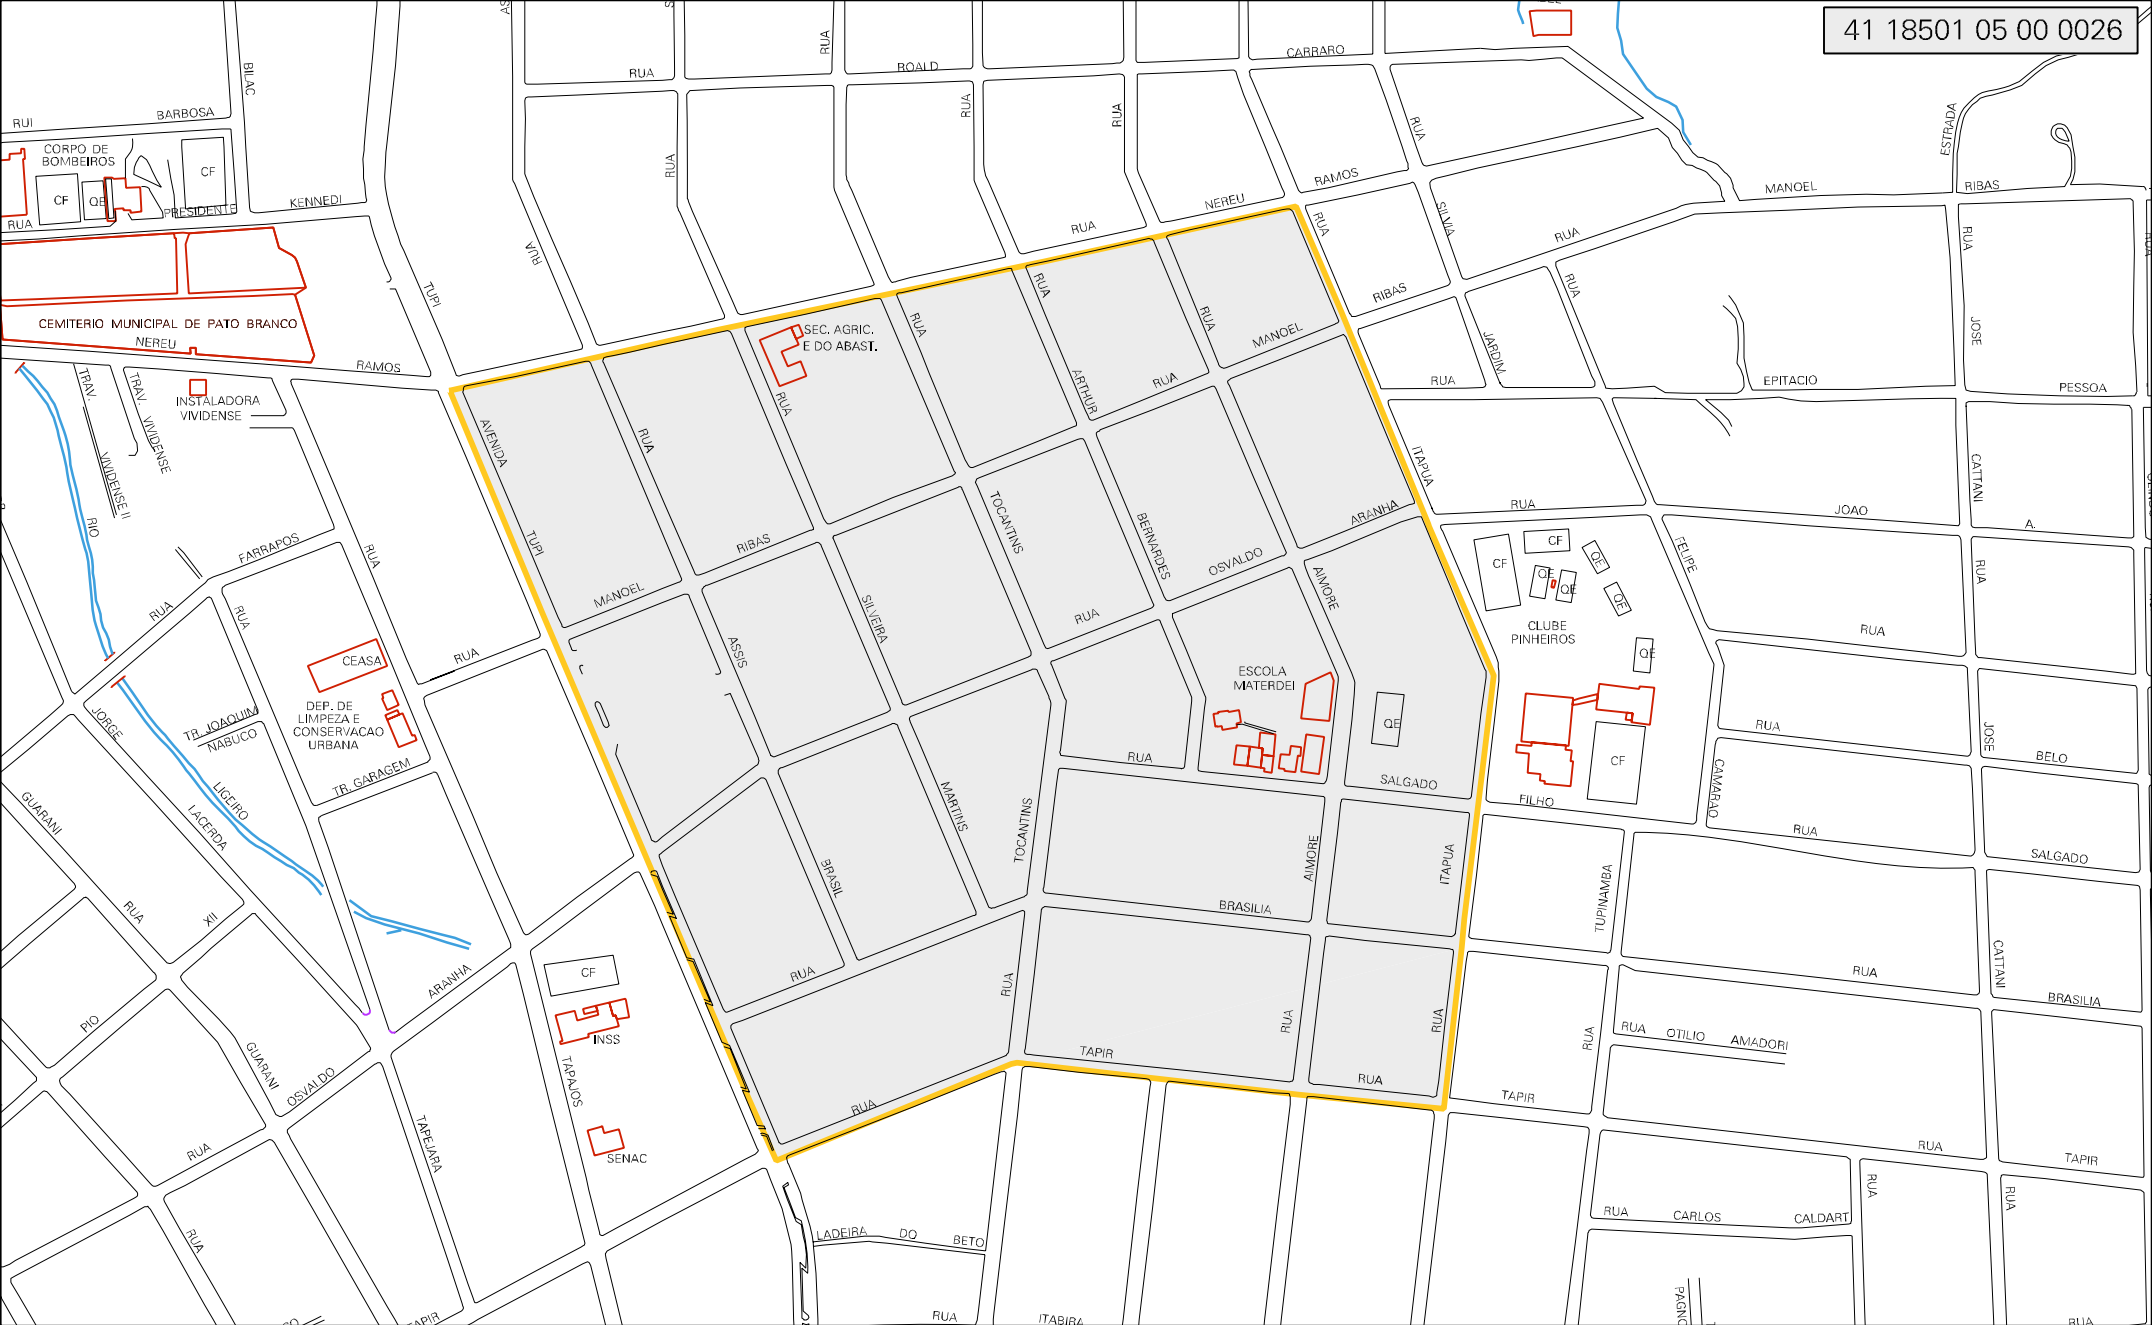 41 18501 05 00 0026
RUA
ROALD
CARRARO
RUA
RUA
BILAC
RUI
BARBOSA
CORPO DE
BOMBEIROS
CF
CF
QE
RUA
PRESIDENTE
KENNEDI
RUA
RUA
RUA
RUA
ESTRADA
RUA
NEREU
RAMOS
MANOEL
RIBAS
RUA
TUPI
RUA
SILVIA
RUA
RUA
JOSE
CEMITERIO MUNICIPAL DE PATO BRANCO
NEREU
RAMOS
SEC. AGRIC.
E DO ABAST.
RUA
RUA
RUA
MANOEL
RIBAS
RUA
JARDIM
RUA
EPITACIO
PESSOA
TRAV.
VIVIDENSE II
TRAV. VIVIDENSE
INSTALADORA
VIVIDENSE
AVENIDA
TUPI
RUA
RUA
ARTHUR
BERNARDES
RUA
ITAPUA
RUA
JOAO
A.
CATTANI
RIO
FARRAPOS
RUA
RUA
RUA
MANOEL
RIBAS
TOCANTINS
ARANHA
OSVALDO
RUA
AIMORE
CF
CF
QE
QE
QE
QE
QE
CLUBE
PINHEIROS
FELIPE
CAMARAO
RUA
RUA
CEASA
RUA
ASSIS
SILVEIRA
ESCOLA
MATERDEI
QE
CF
RUA
JOSE
BELO
JORGE
LACERDA
TR. JOAQUIM
NABUCO
DEP. DE
LIMPEZA E
CONSERVACAO
URBANA
TR. GARAGEM
LIGEIRO
GUARANI
RUA
SALGADO
FILHO
RUA
SALGADO
BRASIL
MARTINS
TOCANTINS
AIMORE
ITAPUA
TUPINAMBA
BRASILIA
RUA
XII
PIO
ARANHA
CF
INSS
RUA
RUA
RUA
RUA
RUA
CATTANI
RUA
BRASILIA
RUA
OTILIO
AMADORI
GUARANI
OSVALDO
TAPAJOS
TAPIR
RUA
TAPIR
RUA
TAPEJARA
RUA
SENAC
RUA
TAPIR
RUA
RUA
RUA
RUA
CARLOS
CALDART
LADEIRA
DO
BETO
RUA
ITABIRA
RUA